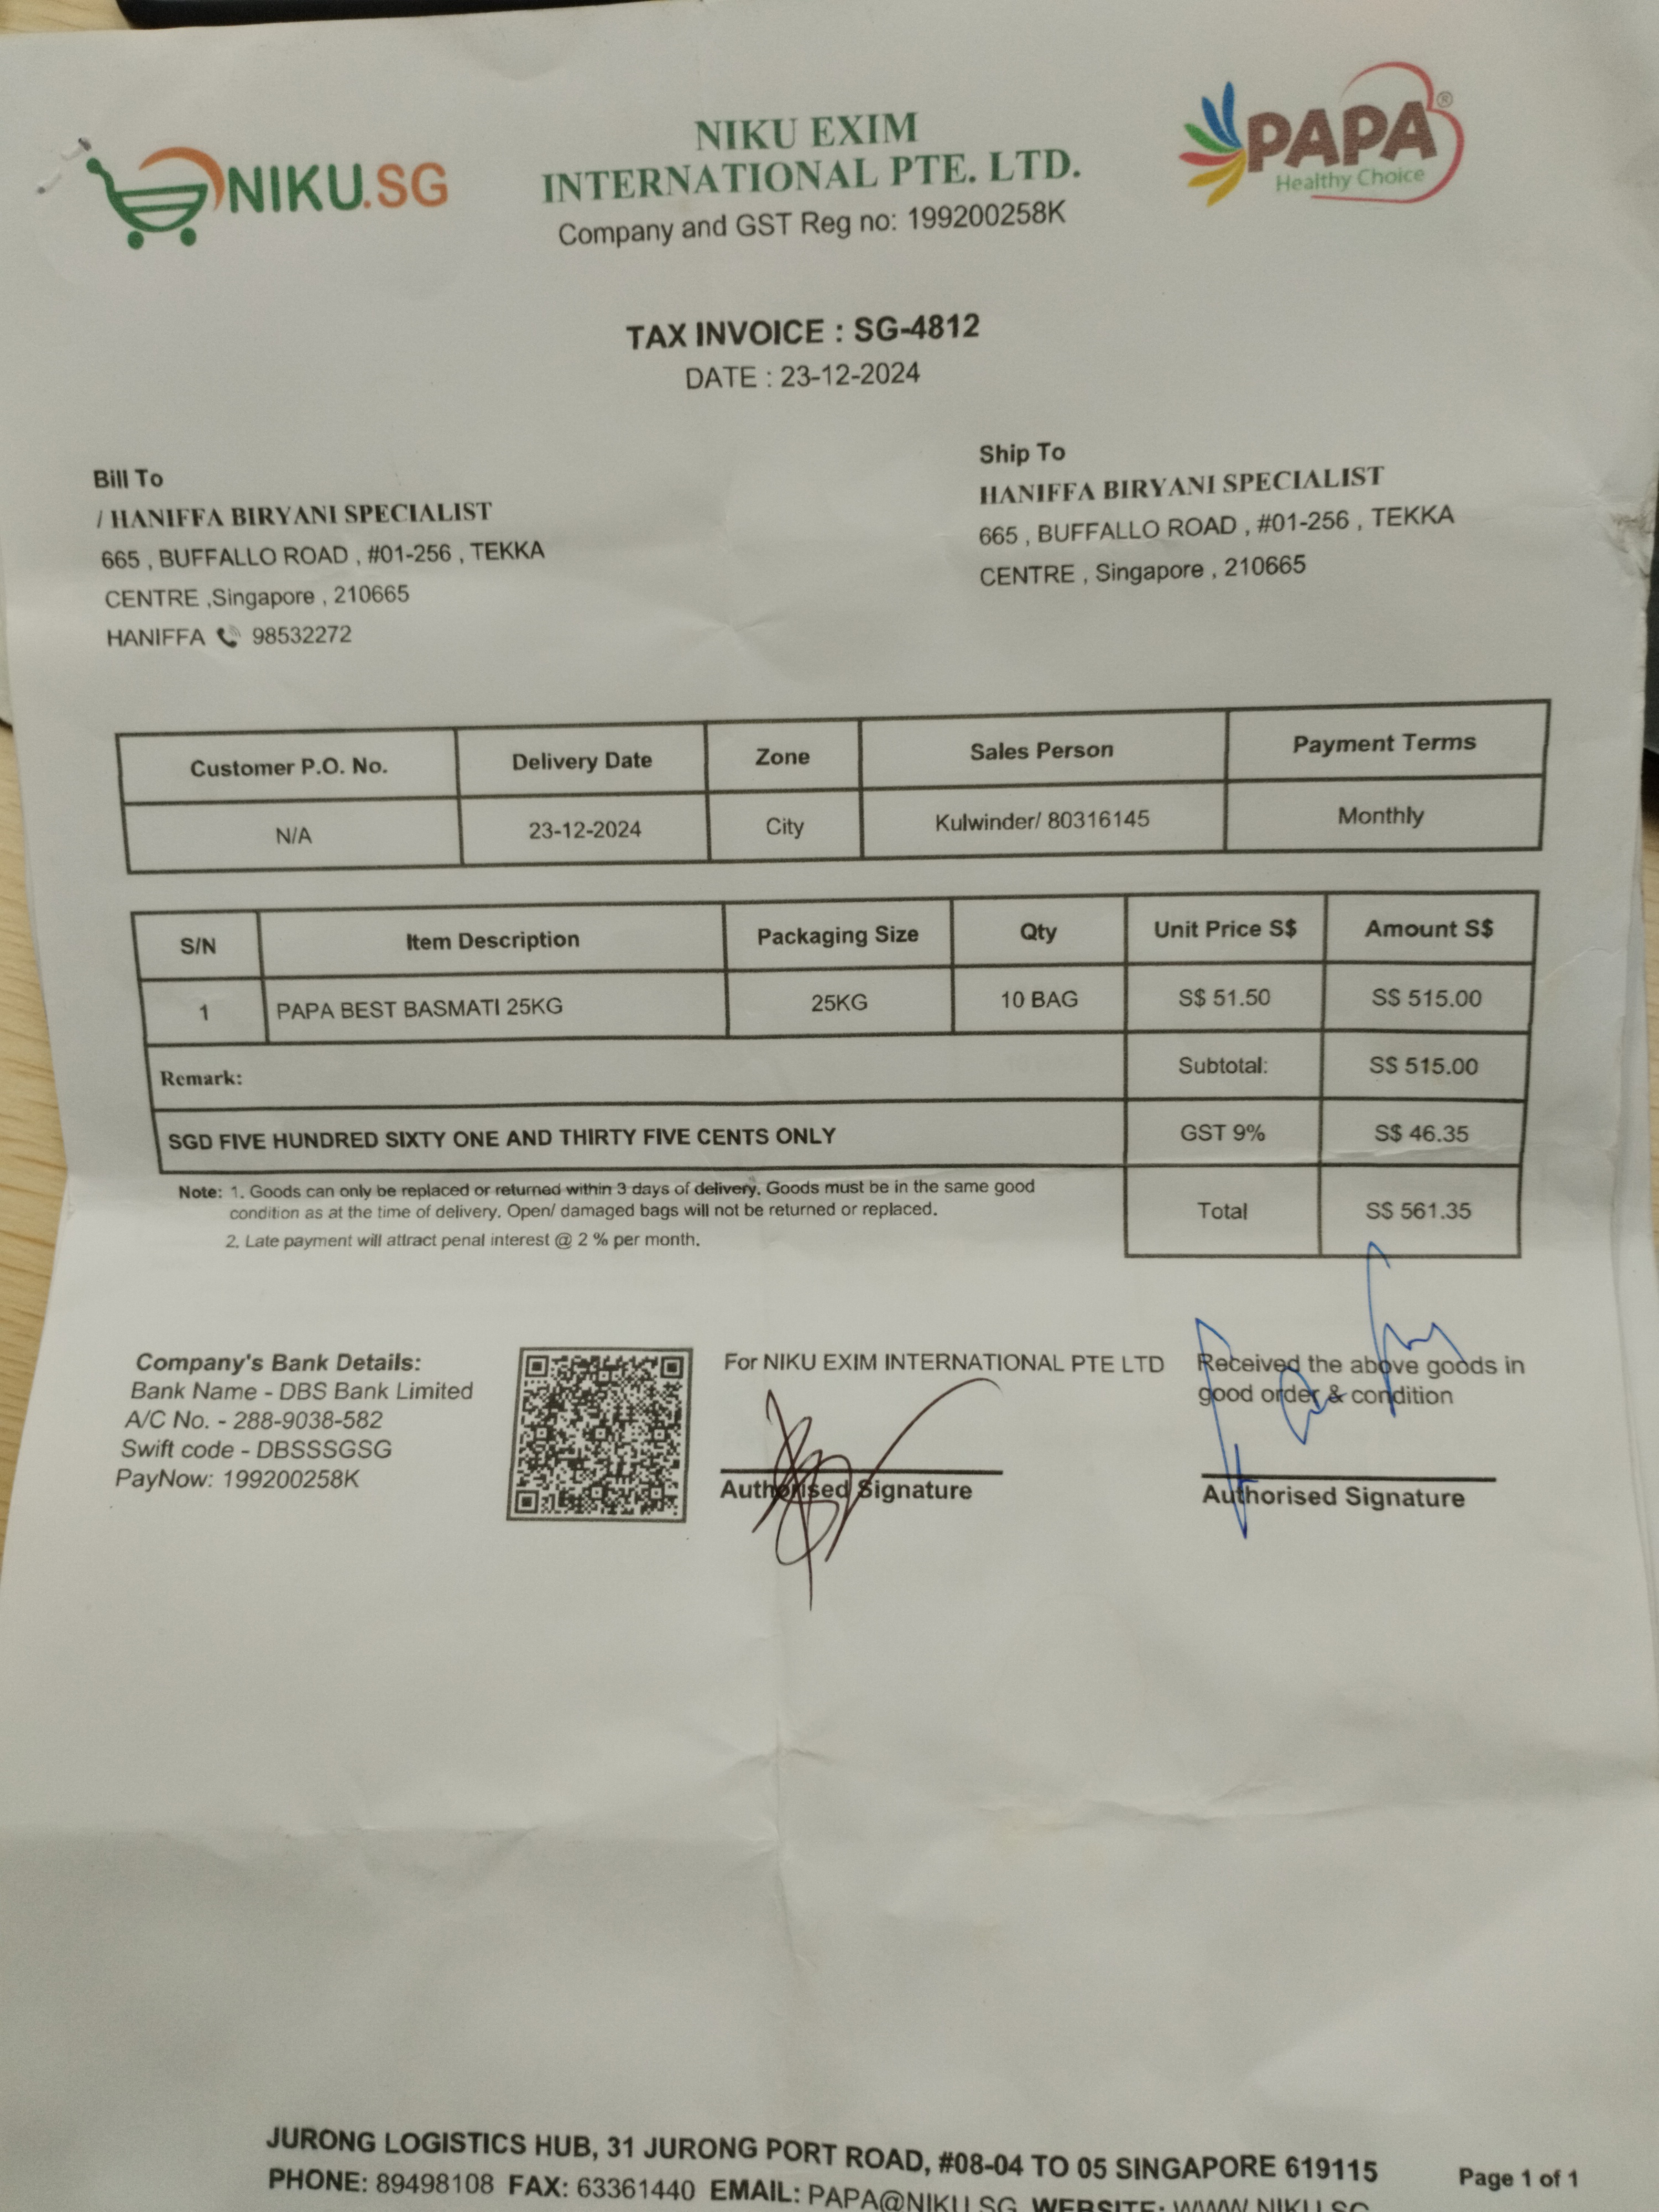 NIKU.SG
NIKU EXIM
INTERNATIONAL PTE. LTD.
Company and GST Reg no: 199200258K
PAPA®
Healthy Choice
TAX INVOICE : SG-4812
DATE : 23-12-2024
Bill To
/ HANIFFA BIRYANI SPECIALIST
665 , BUFFALLO ROAD , #01-256 , TEKKA
CENTRE ,Singapore , 210665
HANIFFA 98532272
Ship To
HANIFFA BIRYANI SPECIALIST
665 , BUFFALLO ROAD , #01-256 , TEKKA
CENTRE , Singapore , 210665
Customer P.O. No. Delivery Date Zone Sales Person Payment Terms
N/A 23-12-2024 City Kulwinder/ 80316145 Monthly
S/N Item Description Packaging Size Qty Unit Price S$ Amount S$
1 PAPA BEST BASMATI 25KG 25KG 10 BAG S$ 51.50 S$ 515.00
Remark: Subtotal: S$ 515.00
SGD FIVE HUNDRED SIXTY ONE AND THIRTY FIVE CENTS ONLY GST 9% S$ 46.35
Total S$ 561.35
Note: 1. Goods can only be replaced or returned within 3 days of delivery. Goods must be in the same good
condition as at the time of delivery. Open/ damaged bags will not be returned or replaced.
2. Late payment will attract penal interest @ 2 % per month.
Company's Bank Details:
Bank Name - DBS Bank Limited
A/C No. - 288-9038-582
Swift code - DBSSSGSG
PayNow: 199200258K
For NIKU EXIM INTERNATIONAL PTE LTD
Authorised Signature
Received the above goods in
good order & condition
Authorised Signature
JURONG LOGISTICS HUB, 31 JURONG PORT ROAD, #08-04 TO 05 SINGAPORE 619115
PHONE: 89498108 FAX: 63361440 EMAIL: PAPA@NIKU.SG WEBSITE: WWW.NIKU.SG
Page 1 of 1